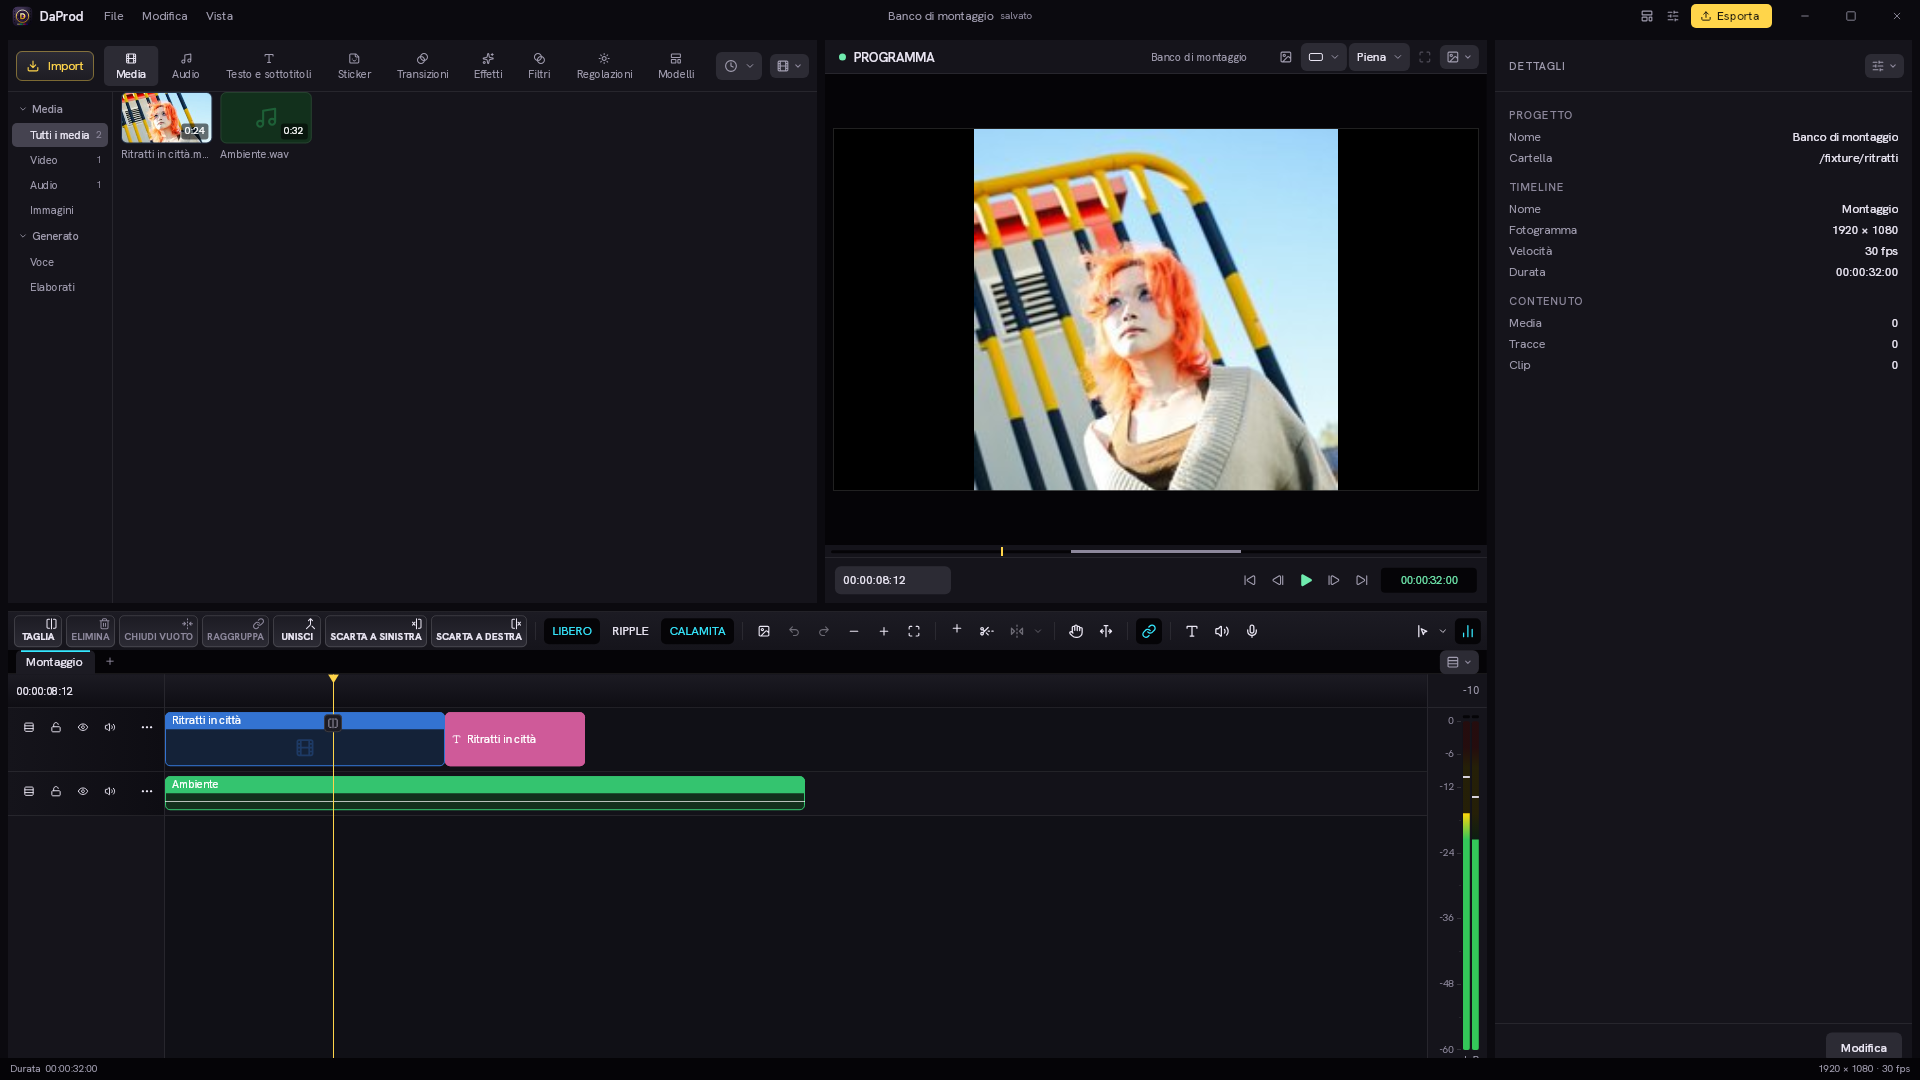 DaProd File Modifica Vista
Banco di montaggio salvato
Esporta
Import
Media
Audio
Testo e sottotitoli
Sticker
Transizioni
Effetti
Filtri
Regolazioni
Modelli
Media
Tutti i media 2
Video 1
Audio 1
Immagini
Generato
Voce
Elaborati
0:24
Ritratti in città.m...
0:32
Ambiente.wav
PROGRAMMA
Banco di montaggio
Piena
00:00:08:12
00:00:32:00
DETTAGLI
PROGETTO
Nome Banco di montaggio
Cartella /fixture/ritratti
TIMELINE
Nome Montaggio
Fotogramma 1920 × 1080
Velocità 30 fps
Durata 00:00:32:00
CONTENUTO
Media 0
Tracce 0
Clip 0
Modifica
TAGLIA
ELIMINA
CHIUDI VUOTO
RAGGRUPPA
UNISCI
SCARTA A SINISTRA
SCARTA A DESTRA
LIBERO
RIPPLE
CALAMITA
Montaggio
00:00:08:12
Ritratti in città
Ritratti in città
Ambiente
-10
0
-6
-12
-24
-36
-48
-60
Durata 00:00:32:00
1920 × 1080 · 30 fps